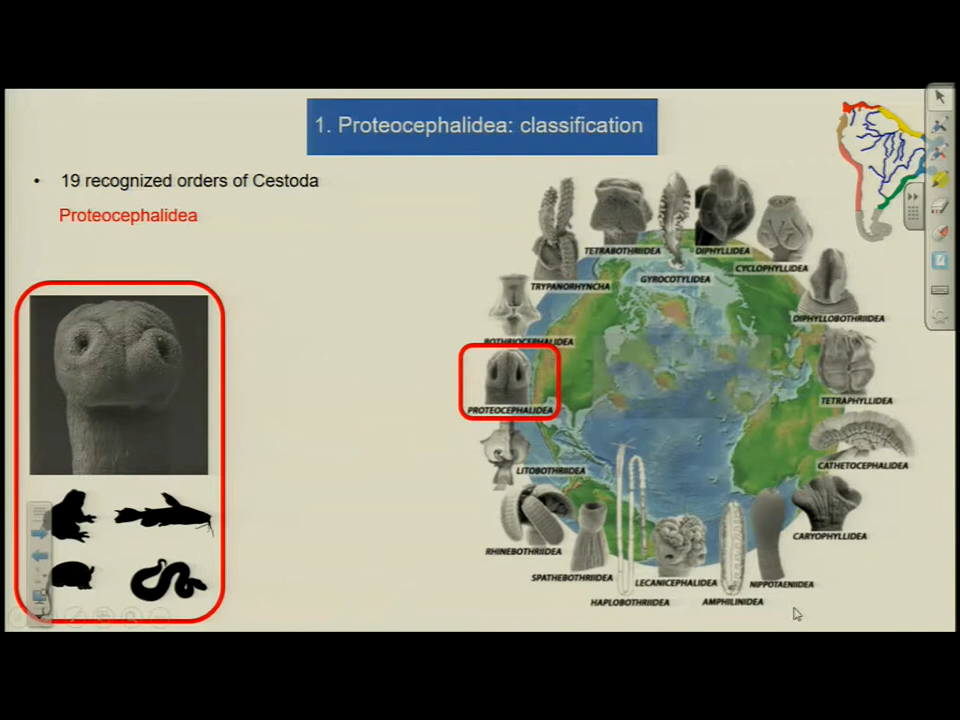 1. Proteocephalidea: classification
• 19 recognized orders of Cestoda
Proteocephalidea
TETRABOTHRIIDEA
DIPHYLLIDEA
GYROCOTYLIDEA
CYCLOPHYLLIDEA
TRYPANORHYNCHA
DIPHYLLOBOTHRIIDEA
BOTHRIOCEPHALIDEA
TETRAPHYLLIDEA
PROTEOCEPHALIDEA
LITOBOTHRIIDEA
CATHETOCEPHALIDEA
RHINEBOTHRIIDEA
CARYOPHYLLIDEA
SPATHEBOTHRIIDEA
LECANICEPHALIDEA
NIPPOTAENIIDEA
HAPLOBOTHRIIDEA
AMPHILINIDEA